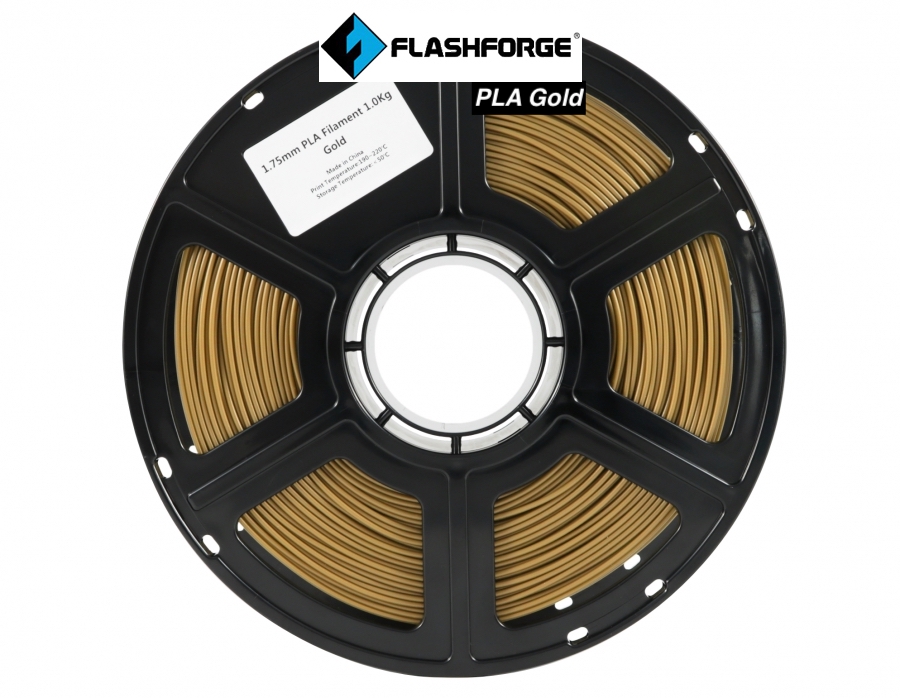 FLASHFORGE®
PLA Gold
1.75mm PLA Filament 1.0Kg
Gold
Made in China
Print Temperature:190-220℃
Storage Temperature:<50℃